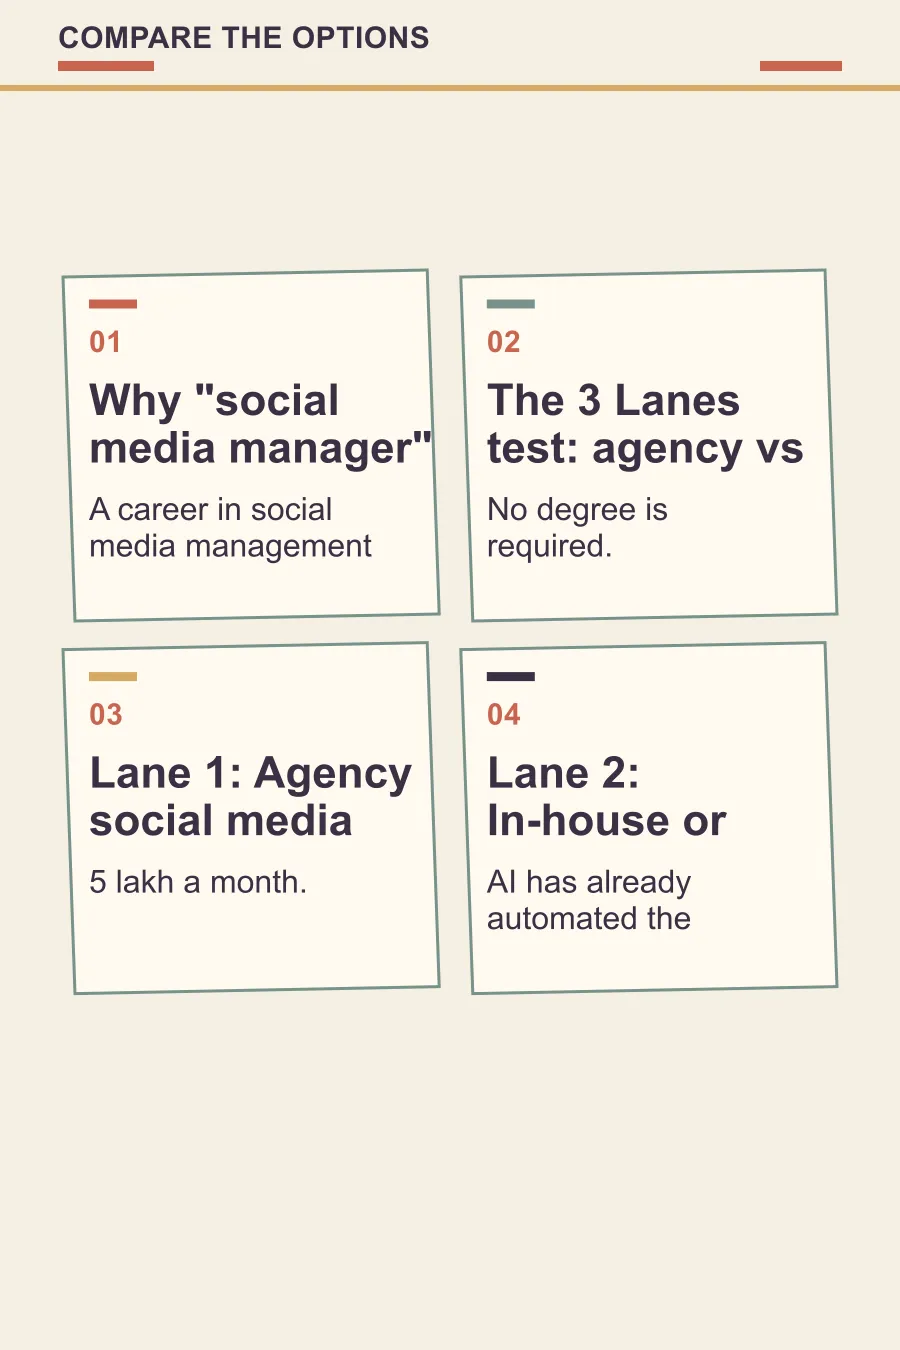 COMPARE THE OPTIONS
01
Why "social
media manager"
A career in social
media management
02
The 3 Lanes
test: agency vs
No degree is
required.
03
Lane 1: Agency
social media
5 lakh a month.
04
Lane 2:
In-house or
AI has already
automated the